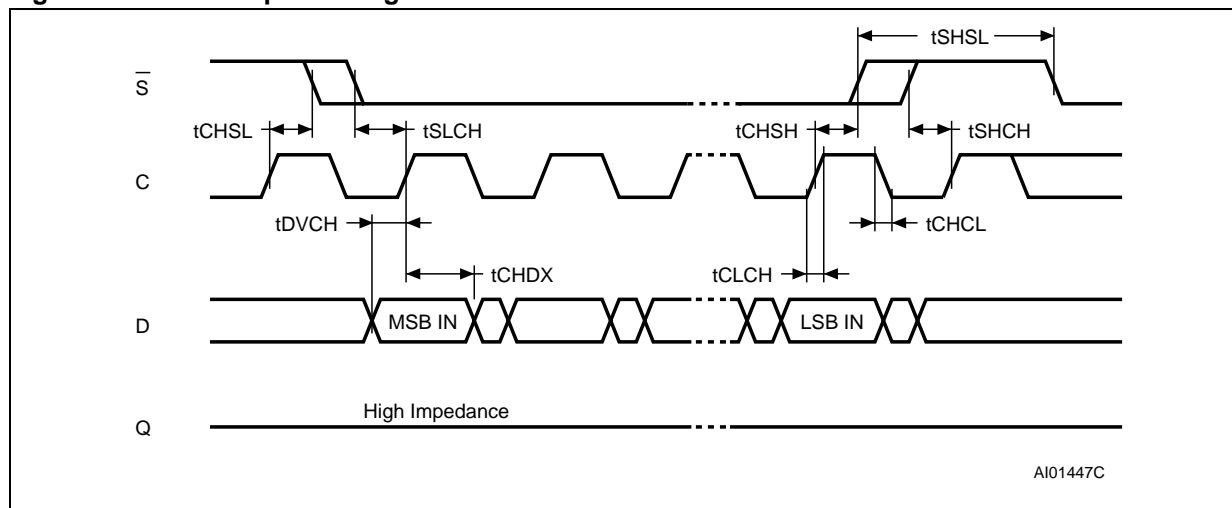 tSHSL
S
tCHSL
tSLCH
tCHSH
tSHCH
C
tDVCH
tCHCL
tCHDX
tCLCH
D
MSB IN
LSB IN
High Impedance
Q
AI01447C